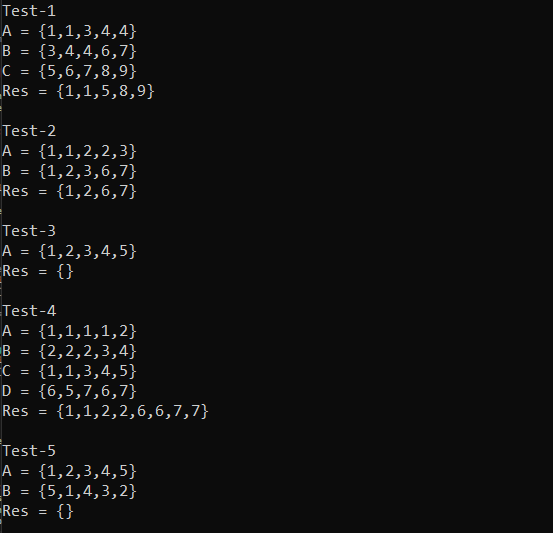 Test-1
A = {1,1,3,4,4}
B = {3,4,4,6,7}
C = {5,6,7,8,9}
Res = {1,1,5,8,9}
Test-2
A = {1,1,2,2,3}
B = {1,2,3,6,7}
Res = {1,2,6,7}
Test-3
A = {1,2,3,4,5}
Res = {}
Test-4
A = {1,1,1,1,2}
B = {2,2,2,3,4}
C = {1,1,3,4,5}
D = {6,5,7,6,7}
Res = {1,1,2,2,6,6,7,7}
Test-5
A = {1,2,3,4,5}
B = {5,1,4,3,2}
Res = {}